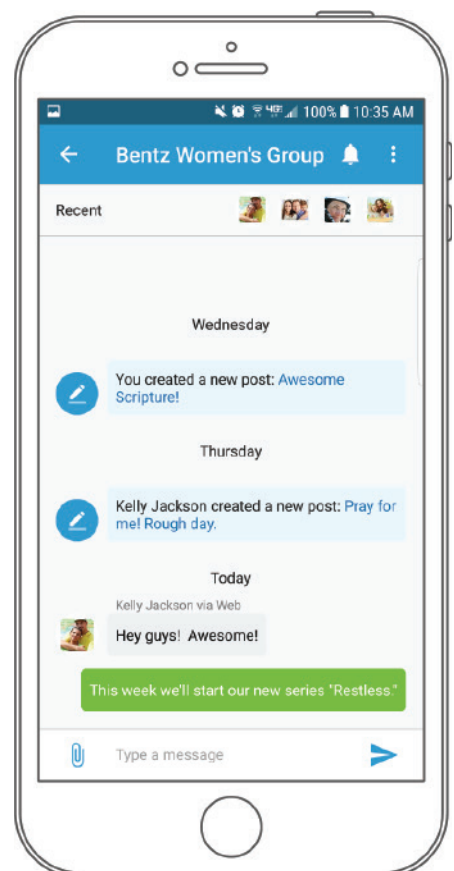 4GE 100% 10:35 AM
Bentz Women's Group
Recent
Wednesday
You created a new post: Awesome
Scripture!
Thursday
Kelly Jackson created a new post: Pray for
me! Rough day.
Today
Kelly Jackson via Web
Hey guys!  Awesome!
This week we'll start our new series "Restless."
Type a message